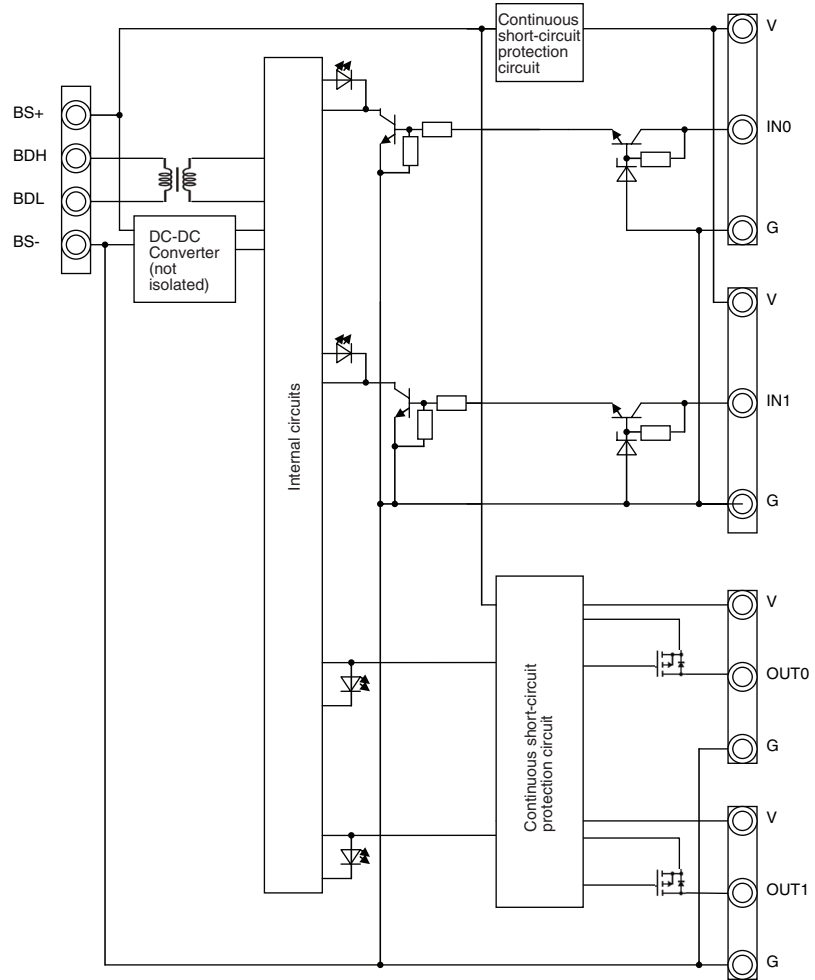 Continuous
short-circuit
protection
circuit
V
BS+
IN0
BDH
BDL
G
BS-
DC-DC
Converter
(not
isolated)
V
IN1
Internal circuits
G
V
OUT0
Continuous short-circuit
protection circuit
G
V
OUT1
G